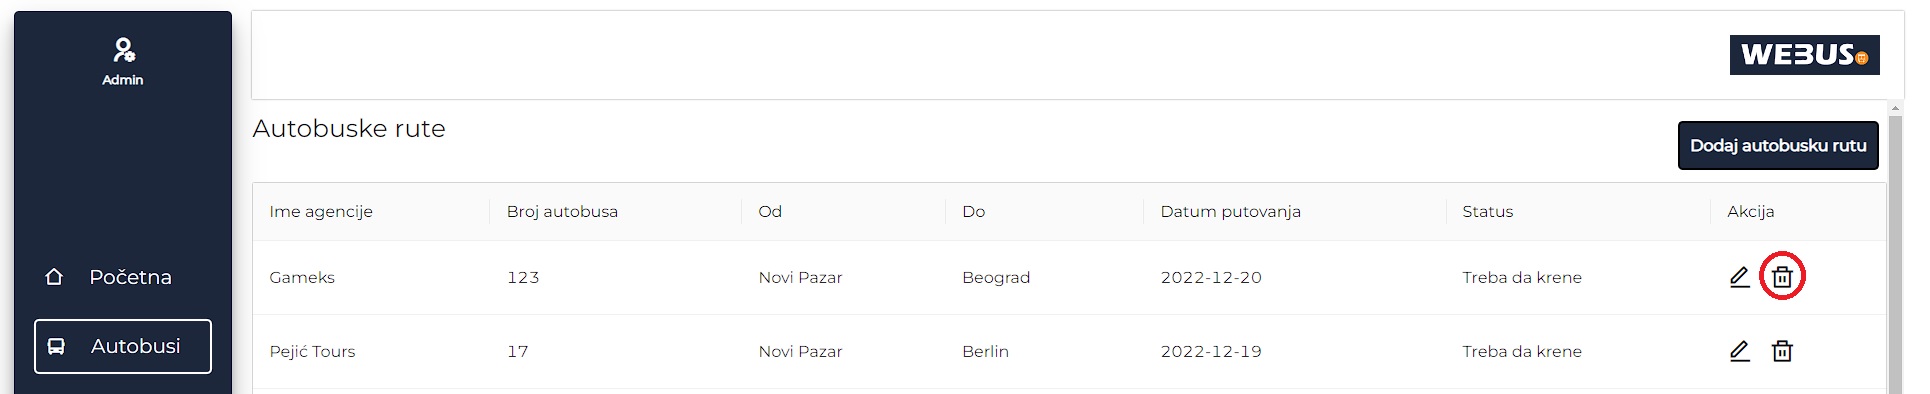 Admin
WEBUS
Autobuske rute
Dodaj autobusku rutu
Ime agencije Broj autobusa Od Do Datum putovanja Status Akcija
Početna
Gameks 123 Novi Pazar Beograd 2022-12-20 Treba da krene
Autobusi
Pejić Tours 17 Novi Pazar Berlin 2022-12-19 Treba da krene